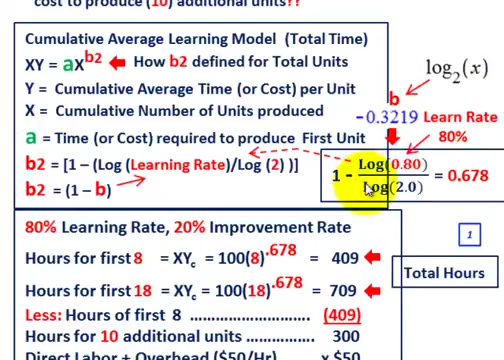 cost to produce (10) additional units??
Cumulative Average Learning Model (Total Time)
XY = aX^b2 How b2 defined for Total Units
Y = Cumulative Average Time (or Cost) per Unit
X = Cumulative Number of Units produced
a = Time (or Cost) required to produce First Unit
b2 = [1 – (Log (Learning Rate)/Log (2) )]
b2 = (1 – b)
log₂(x)
b
-0.3219 Learn Rate
80%
1 - Log(0.80)/Log(2.0) = 0.678
80% Learning Rate, 20% Improvement Rate
Hours for first 8 = XYc = 100(8)^.678 = 409
Hours for first 18 = XYc = 100(18)^.678 = 709
Less: Hours of first 8 ............................ (409)
Hours for 10 additional units ................ 300
Direct Labor + Overhead ($50/Hr) x $50
1
Total Hours